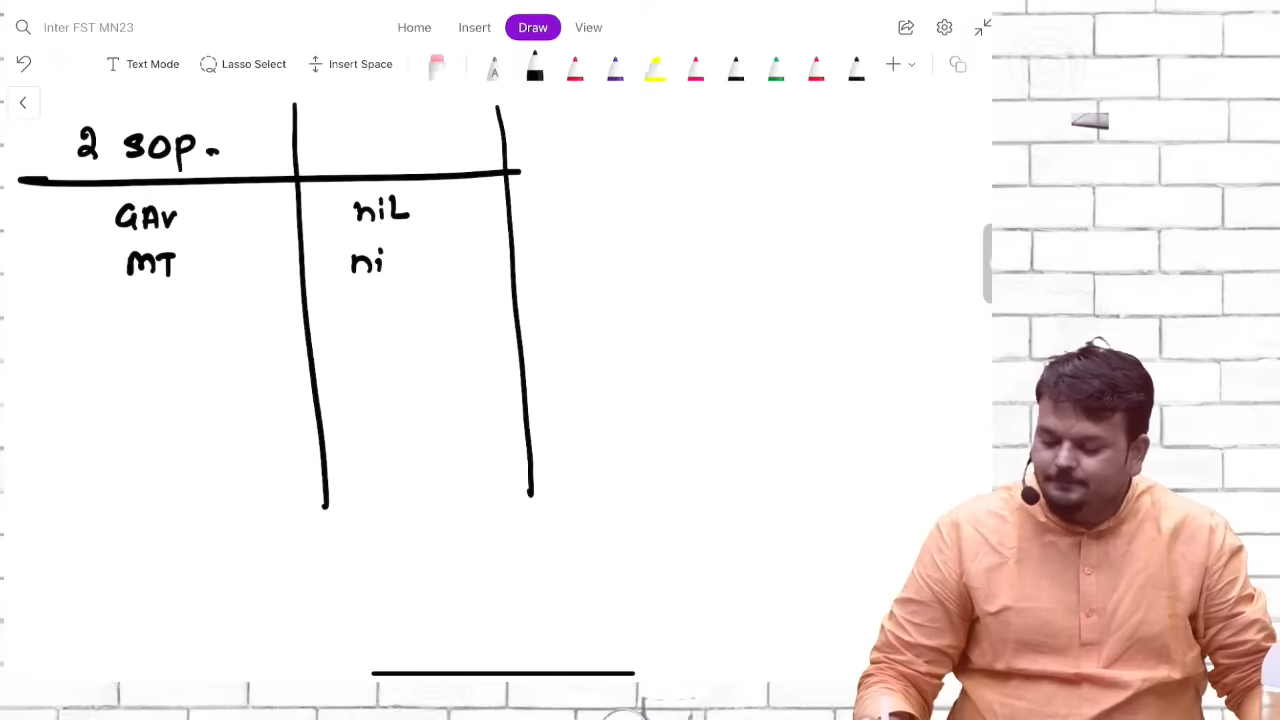 Inter FST MN23
Home Insert Draw View
Text Mode Lasso Select Insert Space
2 SOP.
GAV niL
MT ni